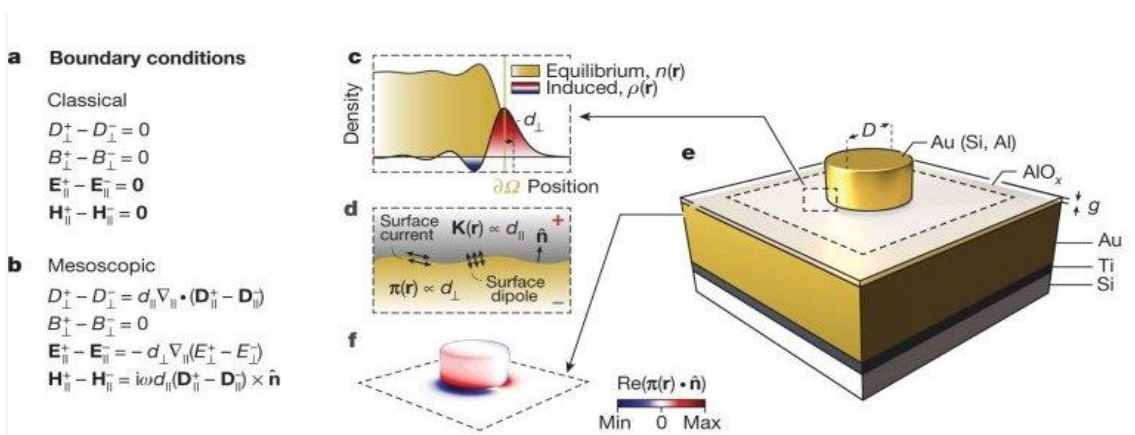 a Boundary conditions
Classical
D⊥⁺ − D⊥⁻ = 0
B⊥⁺ − B⊥⁻ = 0
E∥⁺ − E∥⁻ = 0
H∥⁺ − H∥⁻ = 0
b Mesoscopic
D⊥⁺ − D⊥⁻ = d∥∇∥•(D∥⁺ − D∥⁻)
B⊥⁺ − B⊥⁻ = 0
E∥⁺ − E∥⁻ = − d⊥∇∥(E⊥⁺ − E⊥⁻)
H∥⁺ − H∥⁻ = iωd∥(D∥⁺ − D∥⁻) × n̂
c
Equilibrium, n(r)
Induced, ρ(r)
Density
d⊥
∂Ω Position
d
Surface current
K(r) ∝ d∥
n̂
+
π(r) ∝ d⊥
Surface dipole
−
f
Re(π(r) • n̂)
Min 0 Max
e
D
Au (Si, Al)
AlOx
g
Au
Ti
Si